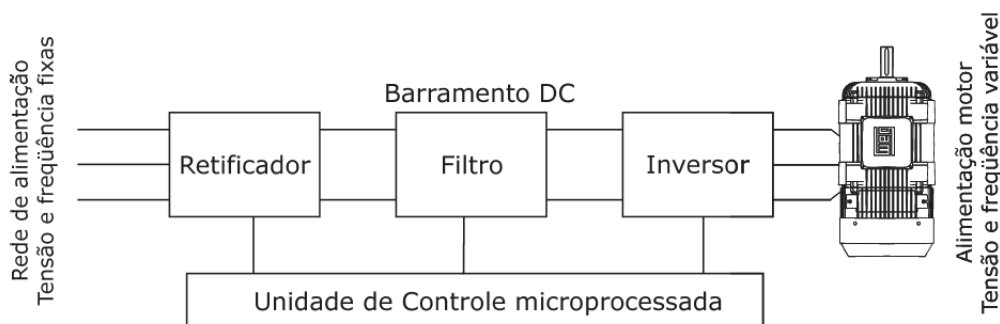 Rede de alimentação
Tensão e freqüência fixas
Barramento DC
Retificador
Filtro
Inversor
Unidade de Controle microprocessada
Alimentação motor
Tensão e freqüência variável